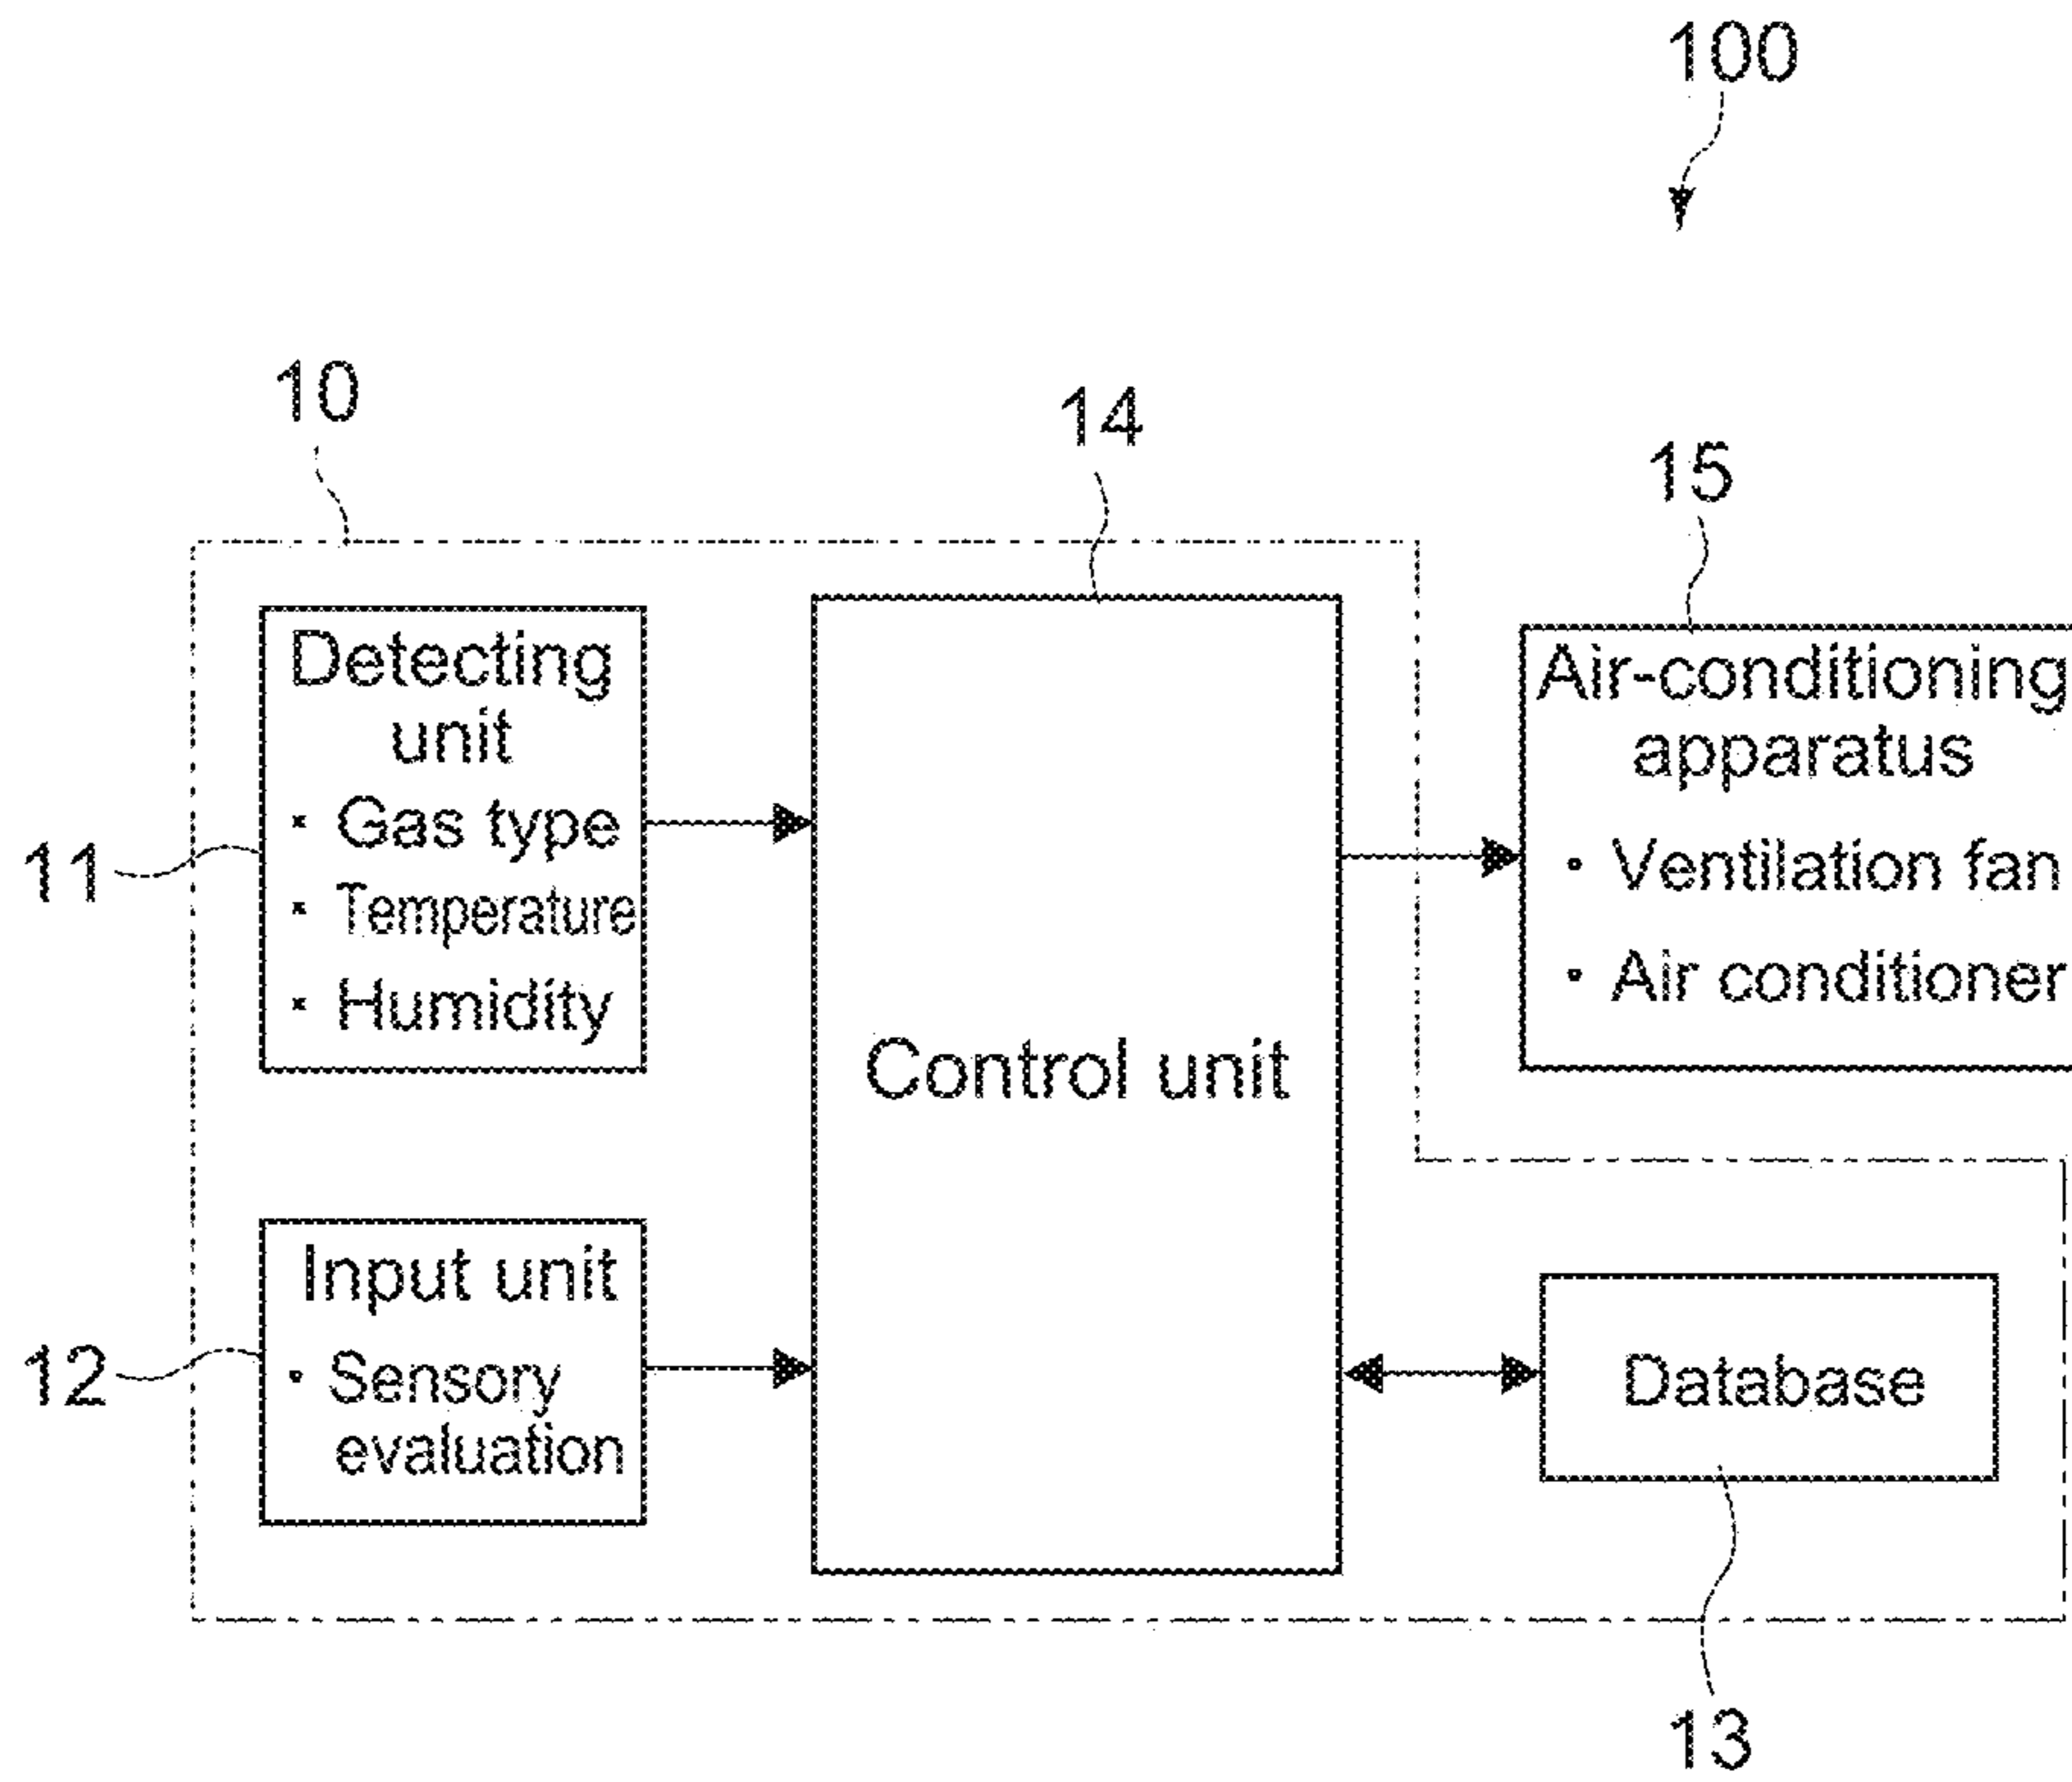 100
10
14
15
Detecting
unit
・ Gas type
・ Temperature
・ Humidity
11
Control unit
Air-conditioning
apparatus
・ Ventilation fan
・ Air conditioner
Input unit
・ Sensory
evaluation
12
Database
13